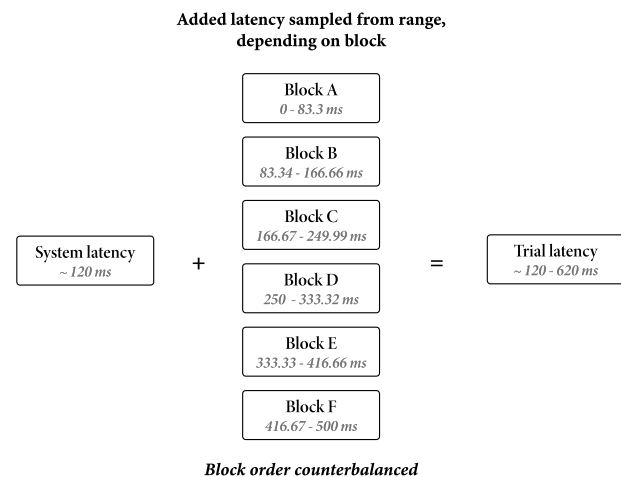 Added latency sampled from range,
depending on block
Block A
0 - 83.3 ms
Block B
83.34 - 166.66 ms
Block C
166.67 - 249.99 ms
System latency
~ 120 ms
+
Block D
250 - 333.32 ms
=
Trial latency
~ 120 - 620 ms
Block E
333.33 - 416.66 ms
Block F
416.67 - 500 ms
Block order counterbalanced